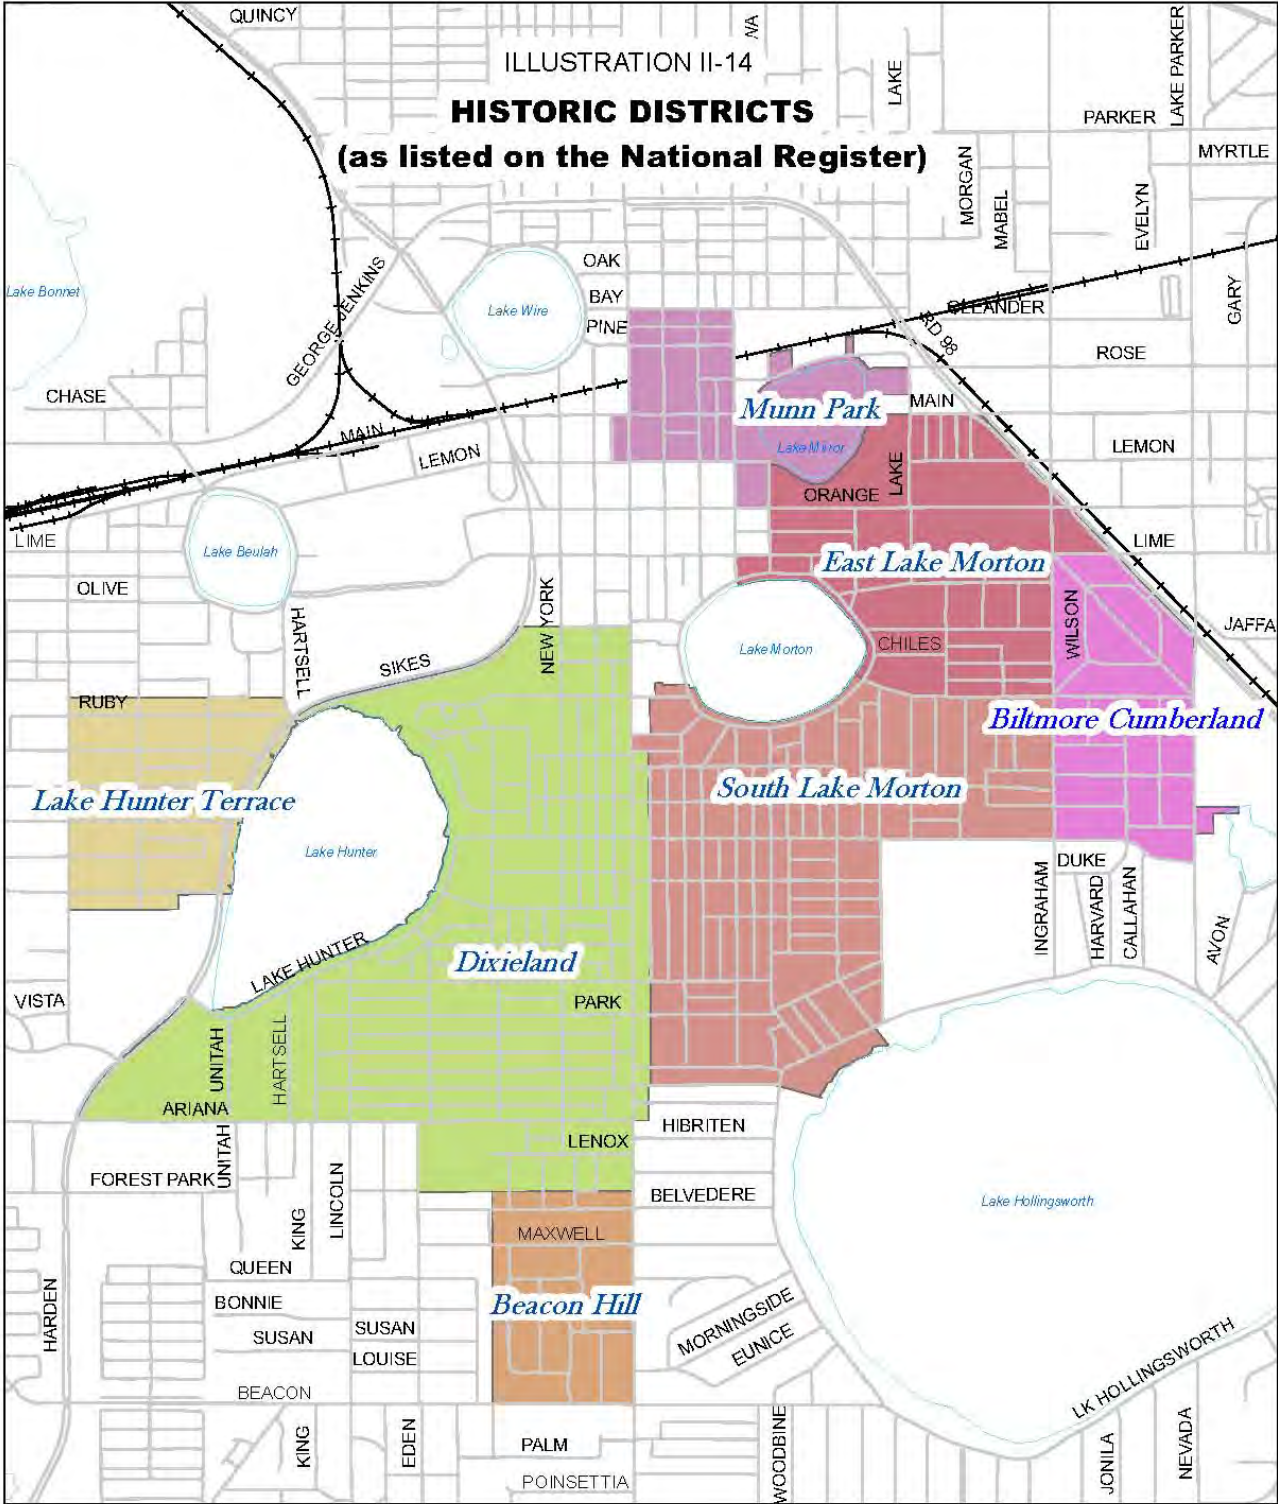 QUINCY
ILLUSTRATION II-14
HISTORIC DISTRICTS
(as listed on the National Register)
LAKE
LAKE PARKER
PARKER
MYRTLE
MORGAN
MABEL
EVELYN
OAK
BAY
PINE
Lake Bonnet
Lake Wire
GEORGE JENKINS
GARY
RD 98
ROSE
CHASE
MAIN
LEMON
Munn Park
MAIN
Lake Mirror
LAKE
LEMON
ORANGE
LIME
Lake Beulah
East Lake Morton
LIME
OLIVE
HARTSELL
NEW YORK
WILSON
JAFFA
SIKES
Lake Morton
CHILES
RUBY
Biltmore Cumberland
Lake Hunter Terrace
South Lake Morton
Lake Hunter
DUKE
INGRAHAM
HARVARD
CALLAHAN
AVON
LAKE HUNTER
Dixieland
VISTA
PARK
UNITAH
HARTSELL
ARIANA
HIBRITEN
LENOX
UNITAH
FOREST PARK
LINCOLN
BELVEDERE
Lake Hollingsworth
KING
MAXWELL
QUEEN
HARDEN
BONNIE
Beacon Hill
SUSAN
SUSAN
MORNINGSIDE
EUNICE
LOUISE
LK HOLLINGSWORTH
BEACON
KING
EDEN
PALM
WOODBINE
JONILA
NEVADA
POINSETTIA